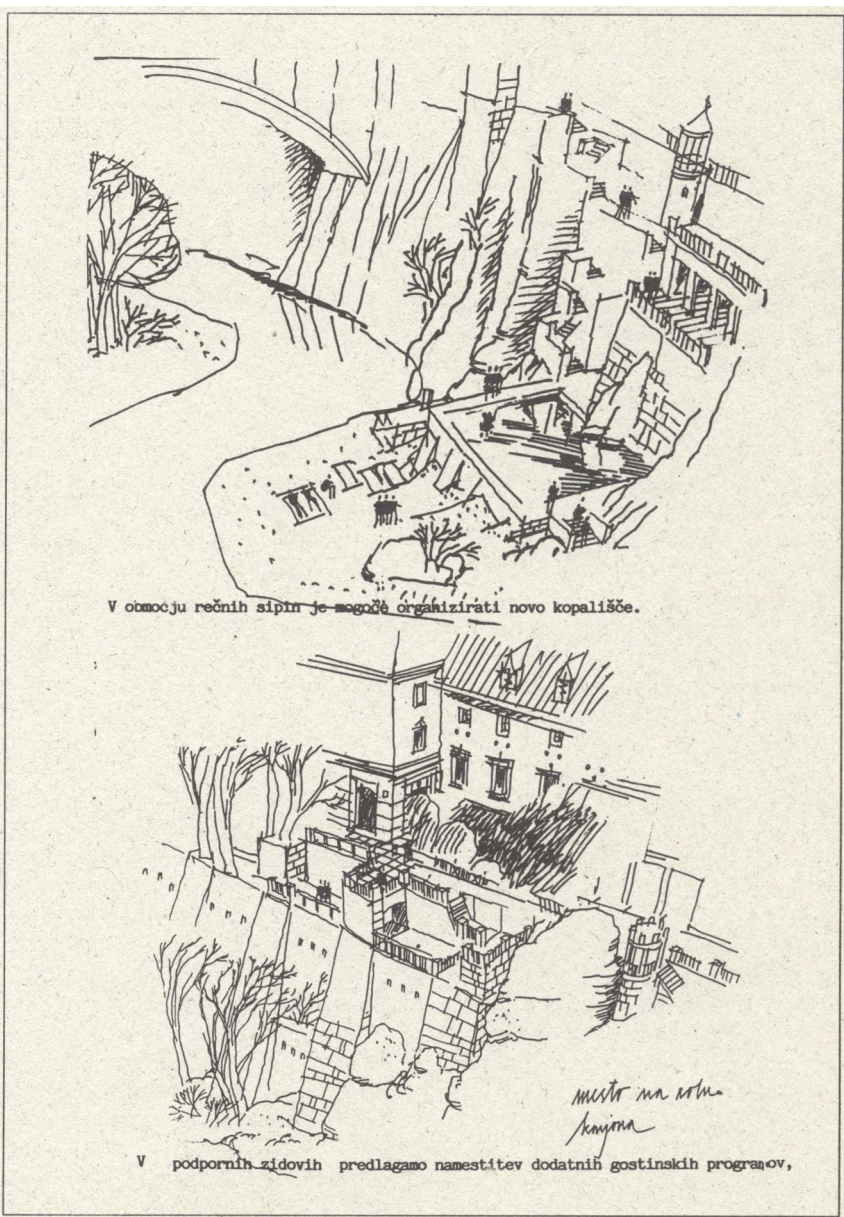 V območju rečnih sipin je mogoče organizirati novo kopališče.
mesto na robu
kanjona
V podpornih zidovih predlagamo namestitev dodatnih gostinskih programov,